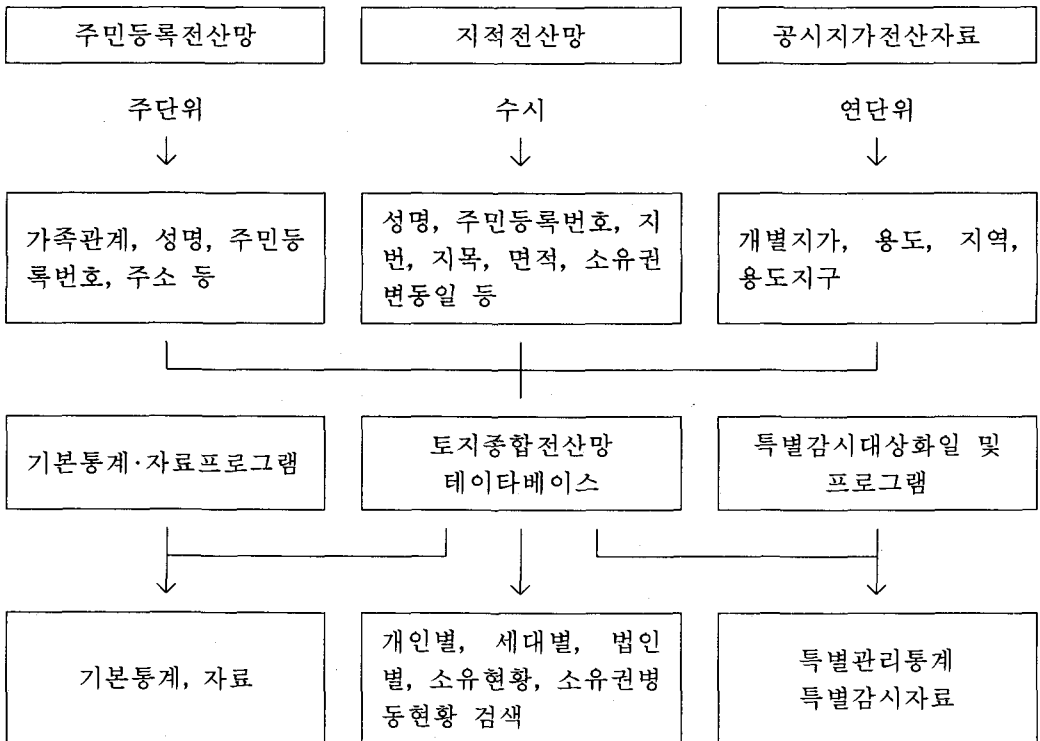 주민등록전산망
지적전산망
공시지가전산자료
주단위
수시
연단위
가족관계, 성명, 주민등
록번호, 주소 등
성명, 주민등록번호, 지
번, 지목, 면적, 소유권
변동일 등
개별지가, 용도, 지역,
용도지구
기본통계·자료프로그램
토지종합전산망
테이타베이스
특별감시대상화일 및
프로그램
기본통계, 자료
개인별, 세대별, 법인
별, 소유현황, 소유권병
동현황 검색
특별관리통계
특별감시자료